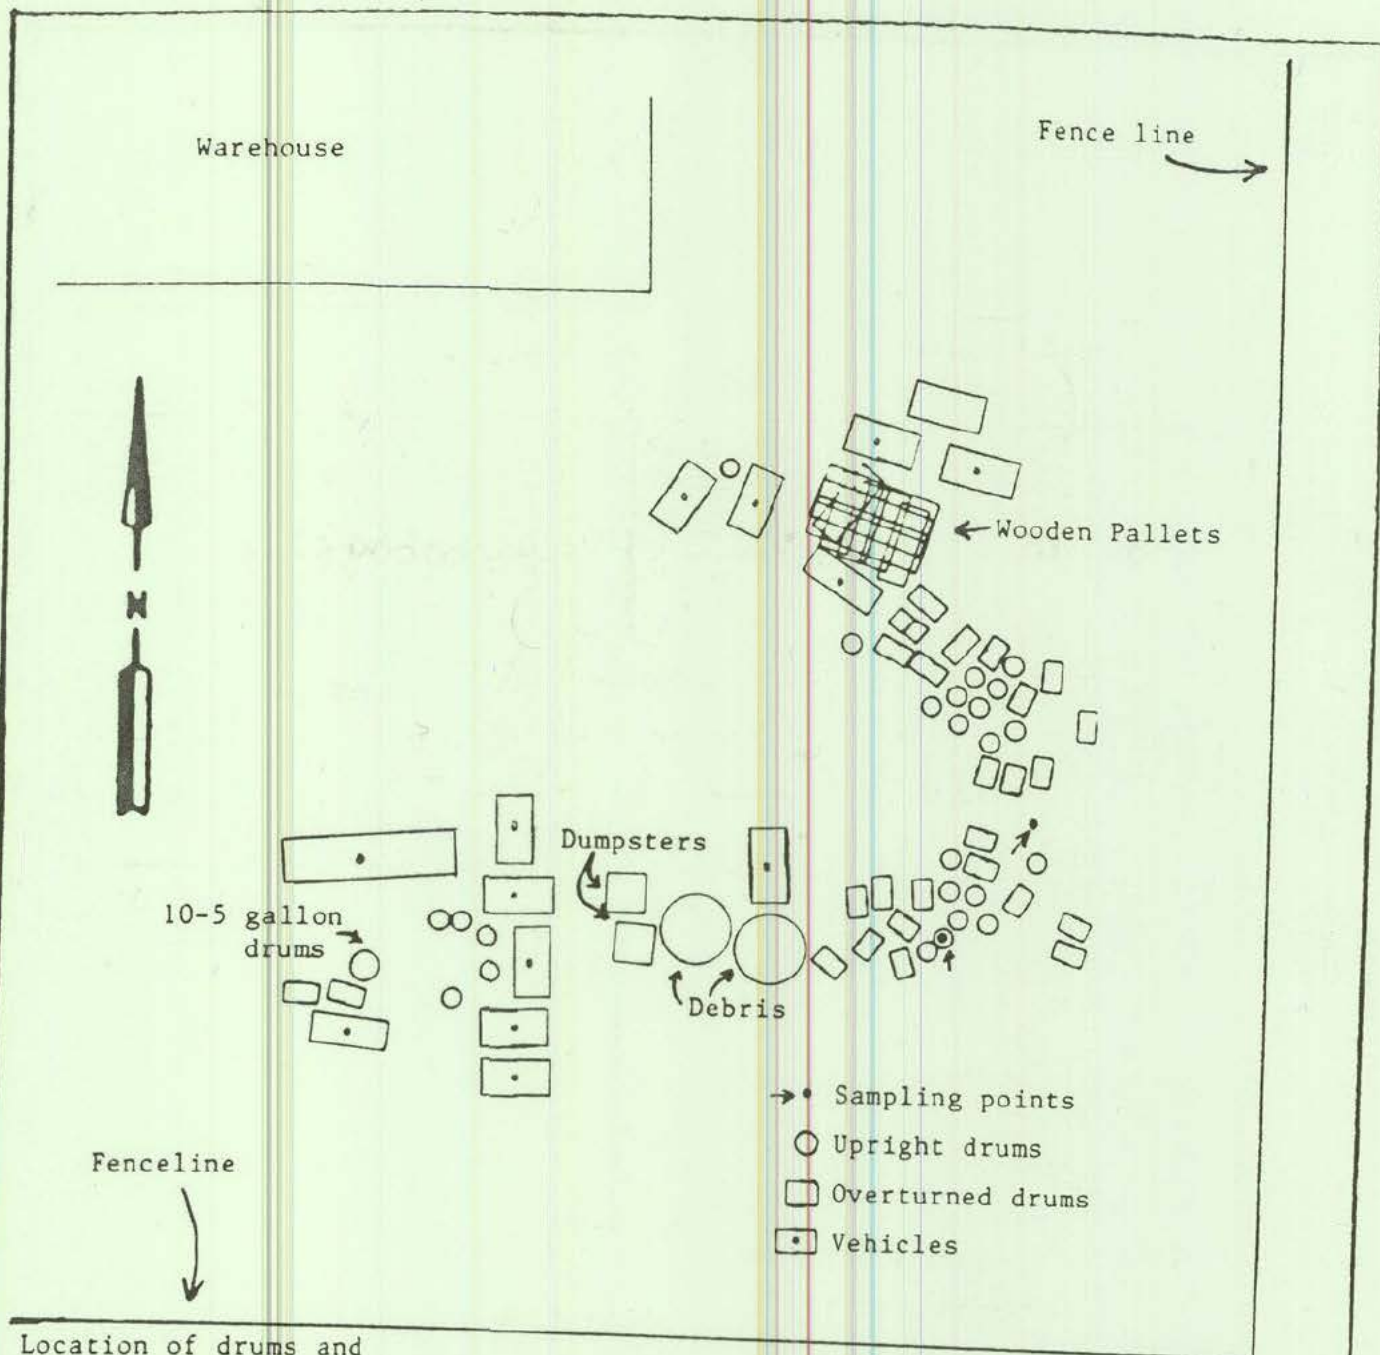 Warehouse
Fence line
N
Wooden Pallets
Dumpsters
10-5 gallon
drums
Debris
Sampling points
Upright drums
Overturned drums
Vehicles
Fenceline
Location of drums and